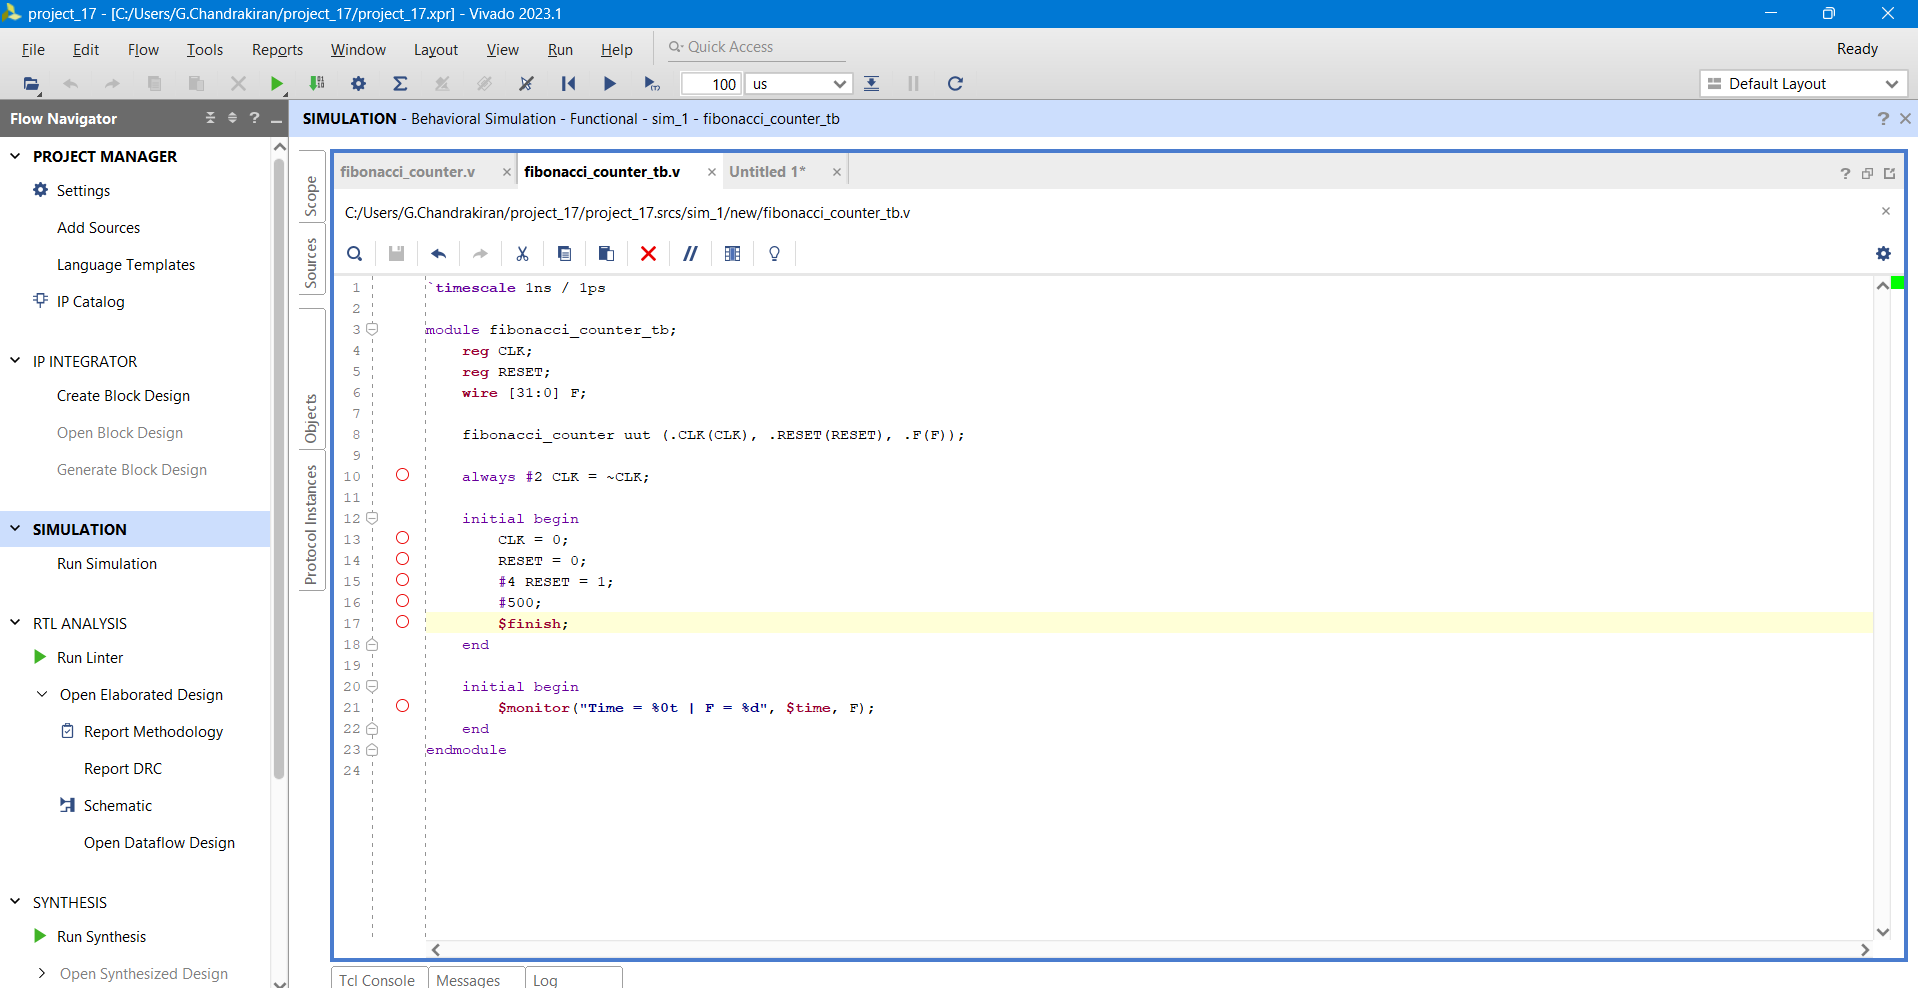 project_17 - [C:/Users/G.Chandrakiran/project_17/project_17.xpr] - Vivado 2023.1
File Edit Flow Tools Reports Window Layout View Run Help Quick Access Ready
100 us Default Layout
Flow Navigator
SIMULATION - Behavioral Simulation - Functional - sim_1 - fibonacci_counter_tb
PROJECT MANAGER
Settings
Add Sources
Language Templates
IP Catalog
IP INTEGRATOR
Create Block Design
Open Block Design
Generate Block Design
SIMULATION
Run Simulation
RTL ANALYSIS
Run Linter
Open Elaborated Design
Report Methodology
Report DRC
Schematic
Open Dataflow Design
SYNTHESIS
Run Synthesis
Open Synthesized Design
Scope
Sources
Objects
Protocol Instances
fibonacci_counter.v fibonacci_counter_tb.v Untitled 1*
C:/Users/G.Chandrakiran/project_17/project_17.srcs/sim_1/new/fibonacci_counter_tb.v
1 `timescale 1ns / 1ps
2
3 module fibonacci_counter_tb;
4 reg CLK;
5 reg RESET;
6 wire [31:0] F;
7
8 fibonacci_counter uut (.CLK(CLK), .RESET(RESET), .F(F));
9
10 always #2 CLK = ~CLK;
11
12 initial begin
13 CLK = 0;
14 RESET = 0;
15 #4 RESET = 1;
16 #500;
17 $finish;
18 end
19
20 initial begin
21 $monitor("Time = %0t | F = %d", $time, F);
22 end
23 endmodule
24
Tcl Console Messages Log